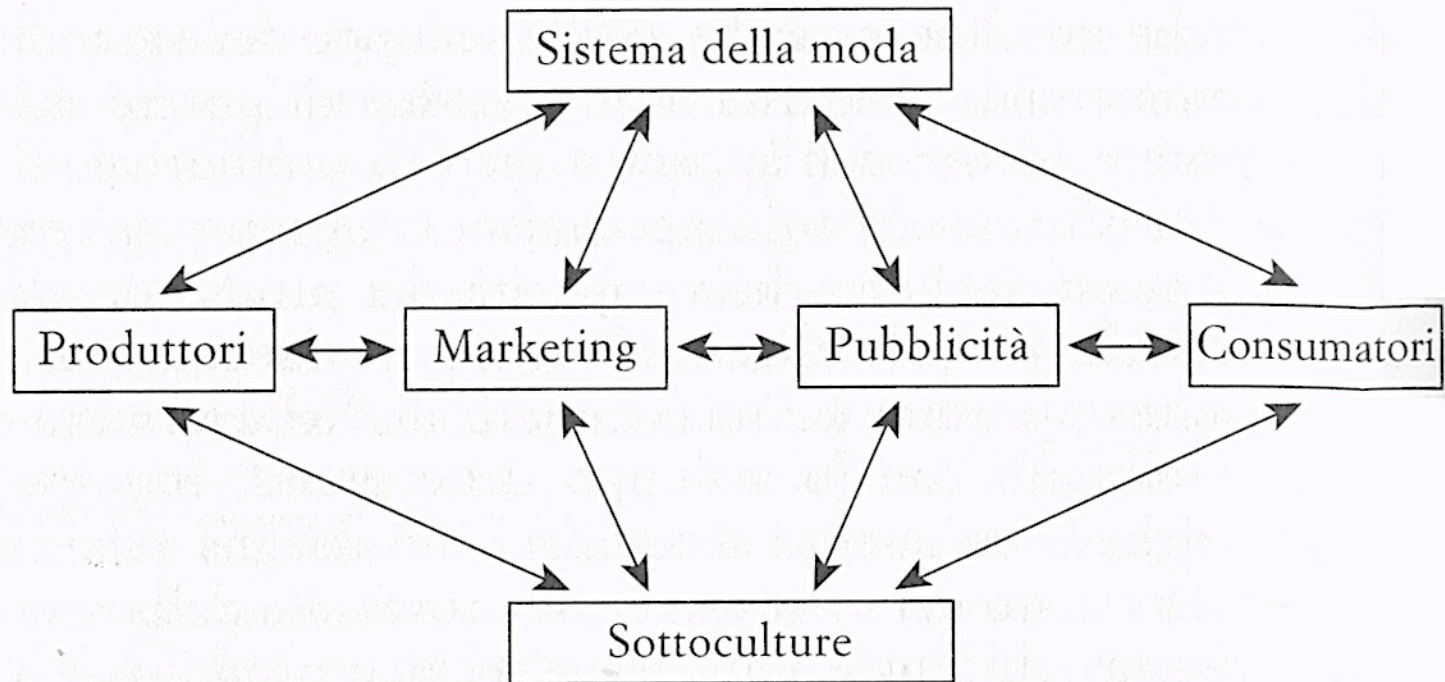 Sistema della moda
Produttori
Marketing
Pubblicità
Consumatori
Sottoculture